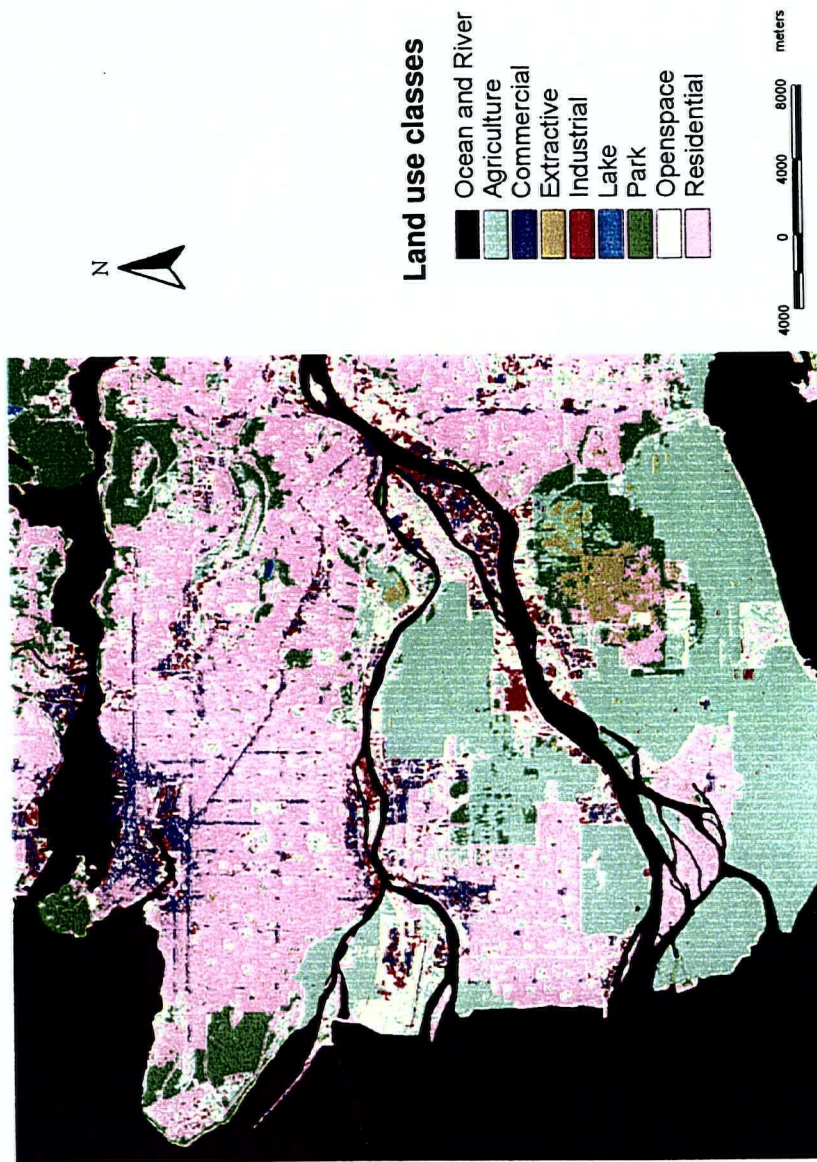 N
Land use classes
Ocean and River
Agriculture
Commercial
Extractive
Industrial
Lake
Park
Openspace
Residential
4000 0 4000 8000 meters